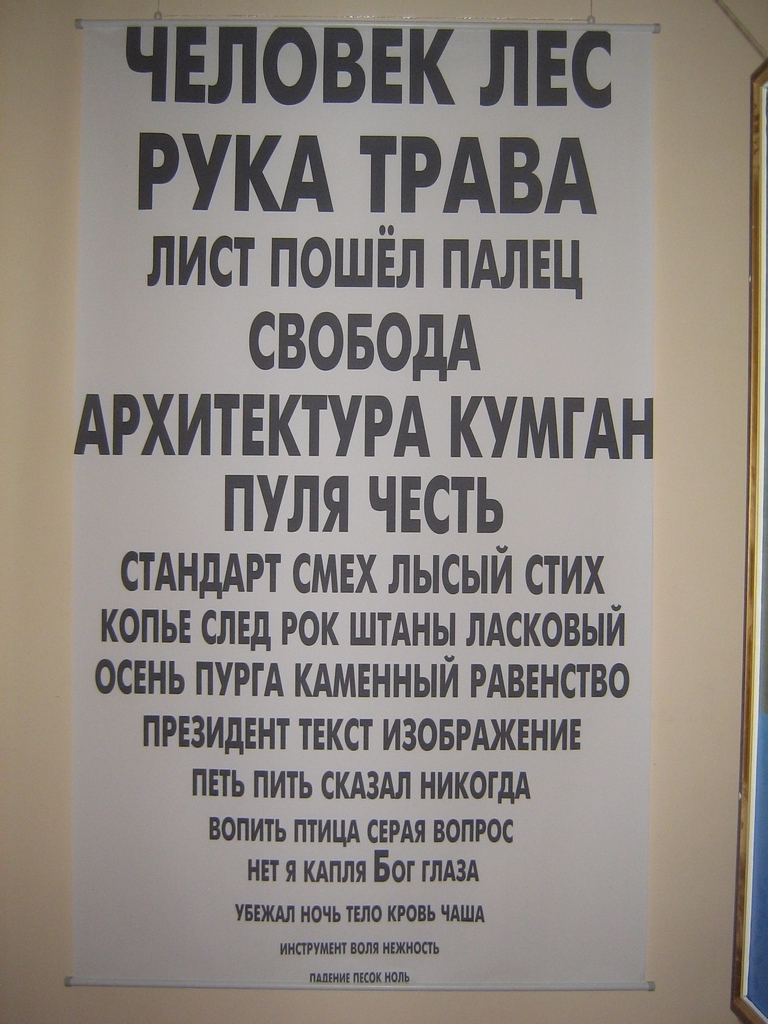 ЧЕЛОВЕК ЛЕС
РУКА ТРАВА
ЛИСТ ПОШЁЛ ПАЛЕЦ
СВОБОДА
АРХИТЕКТУРА КУМГАН
ПУЛЯ ЧЕСТЬ
СТАНДАРТ СМЕХ ЛЫСЫЙ СТИХ
КОПЬЕ СЛЕД РОК ШТАНЫ ЛАСКОВЫЙ
ОСЕНЬ ПУРГА КАМЕННЫЙ РАВЕНСТВО
ПРЕЗИДЕНТ ТЕКСТ ИЗОБРАЖЕНИЕ
ПЕТЬ ПИТЬ СКАЗАЛ НИКОГДА
ВОПИТЬ ПТИЦА СЕРАЯ ВОПРОС
НЕТ Я КАПЛЯ БОГ ГЛАЗА
УБЕЖАЛ НОЧЬ ТЕЛО КРОВЬ ЧАША
ИНСТРУМЕНТ ВОЛЯ НЕЖНОСТЬ
ПАДЕНИЕ ПЕСОК НОЛЬ